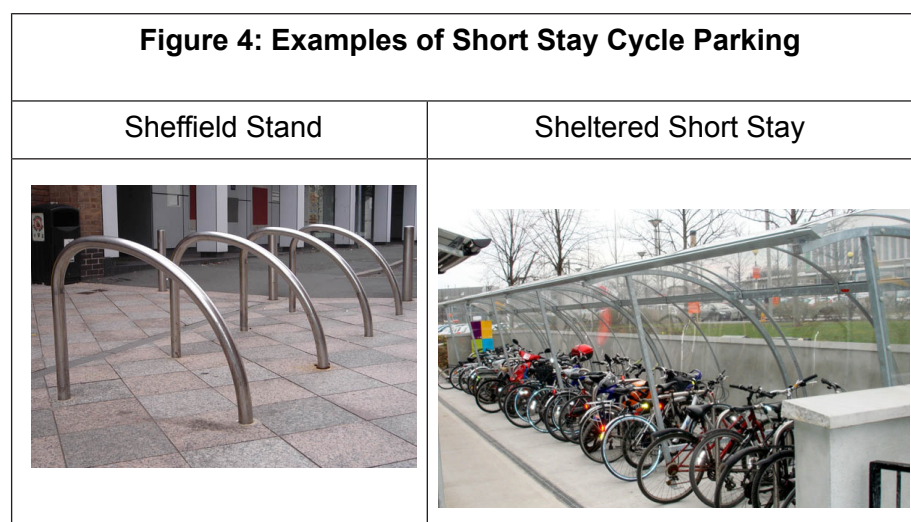 Figure 4: Examples of Short Stay Cycle Parking
Sheffield Stand
Sheltered Short Stay